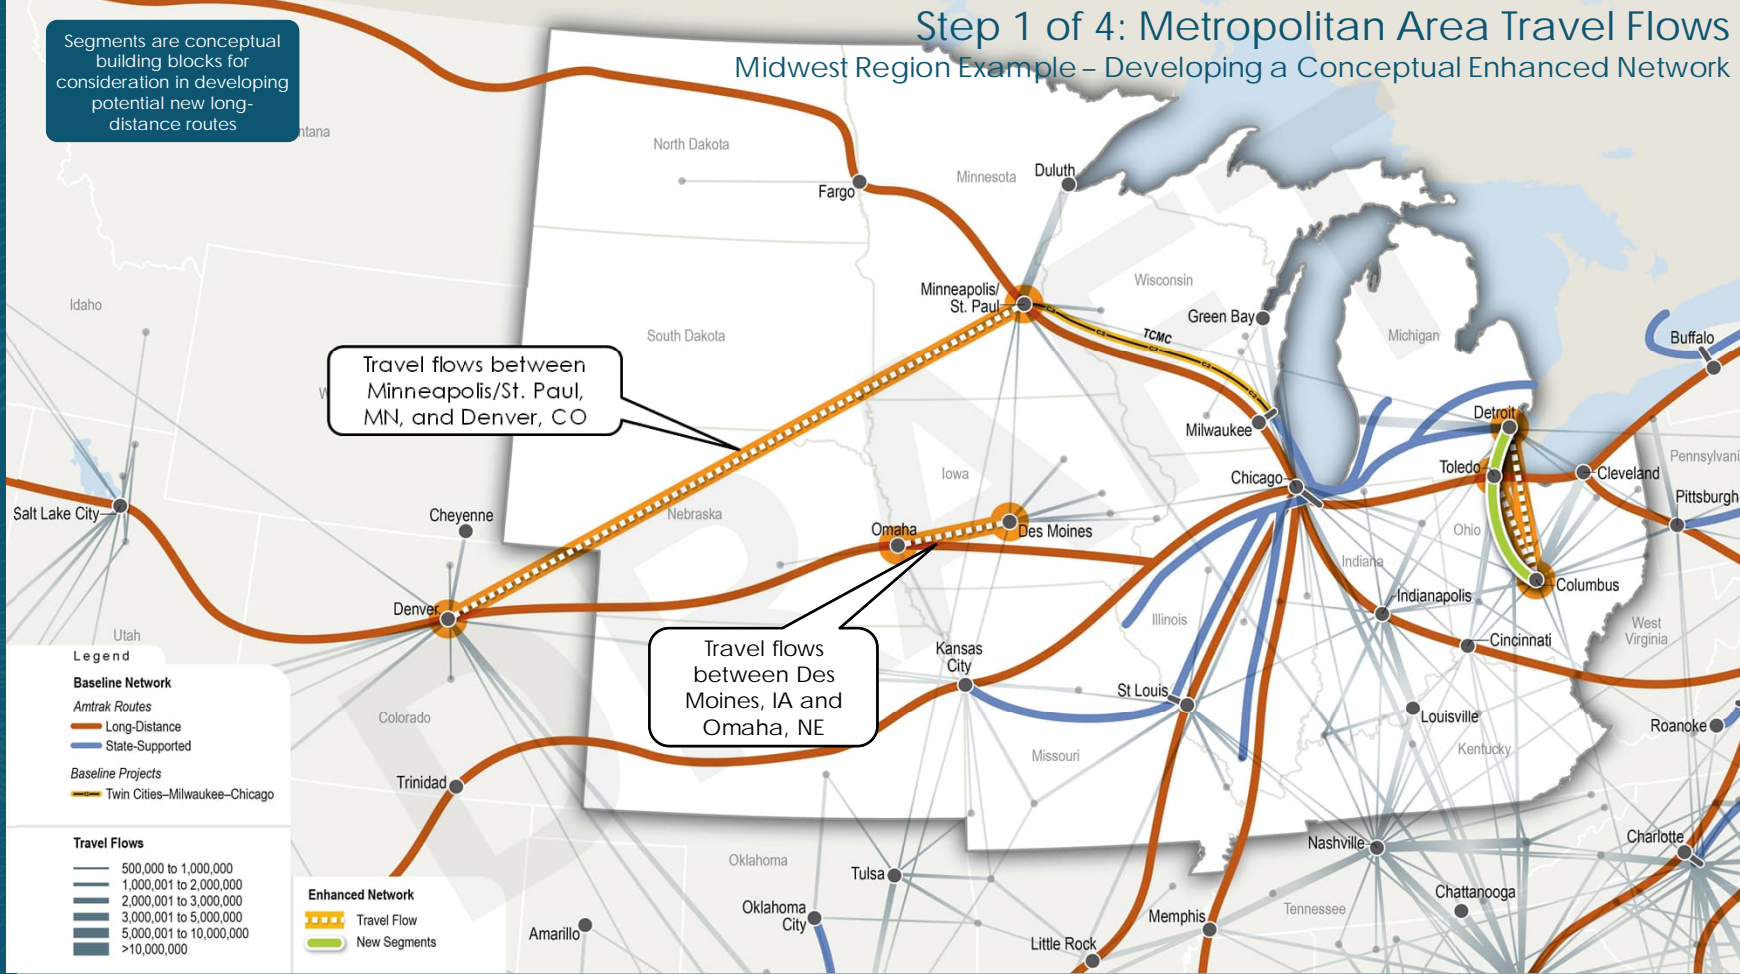 Step 1 of 4: Metropolitan Area Travel Flows
Midwest Region Example – Developing a Conceptual Enhanced Network
Segments are conceptual
building blocks for
consideration in developing
potential new long-
distance routes
ntana
North Dakota
Minnesota
Duluth
Fargo
Idaho
Minneapolis/
St. Paul
Wisconsin
Green Bay
TCMC
South Dakota
Michigan
Buffalo
Travel flows between
Minneapolis/St. Paul,
MN, and Denver, CO
W
Milwaukee
Detroit
Pennsylvani
Iowa
Chicago
Toledo
Cleveland
Pittsburgh
Salt Lake City
Cheyenne
Nebraska
Omaha
Des Moines
Ohio
Indiana
Columbus
Denver
Indianapolis
Illinois
West
Virginia
Utah
Cincinnati
Travel flows
between Des
Moines, IA and
Omaha, NE
Kansas
City
St Louis
Louisville
Roanoke
Colorado
Missouri
Kentucky
Trinidad
Legend
Baseline Network
Amtrak Routes
Long-Distance
State-Supported
Baseline Projects
Twin Cities–Milwaukee–Chicago
Travel Flows
500,000 to 1,000,000
1,000,001 to 2,000,000
2,000,001 to 3,000,000
3,000,001 to 5,000,000
5,000,001 to 10,000,000
>10,000,000
Enhanced Network
Travel Flow
New Segments
Oklahoma
Tulsa
Oklahoma
City
Amarillo
Nashville
Charlotte
Chattanooga
Tennessee
Memphis
Little Rock
DRAFT